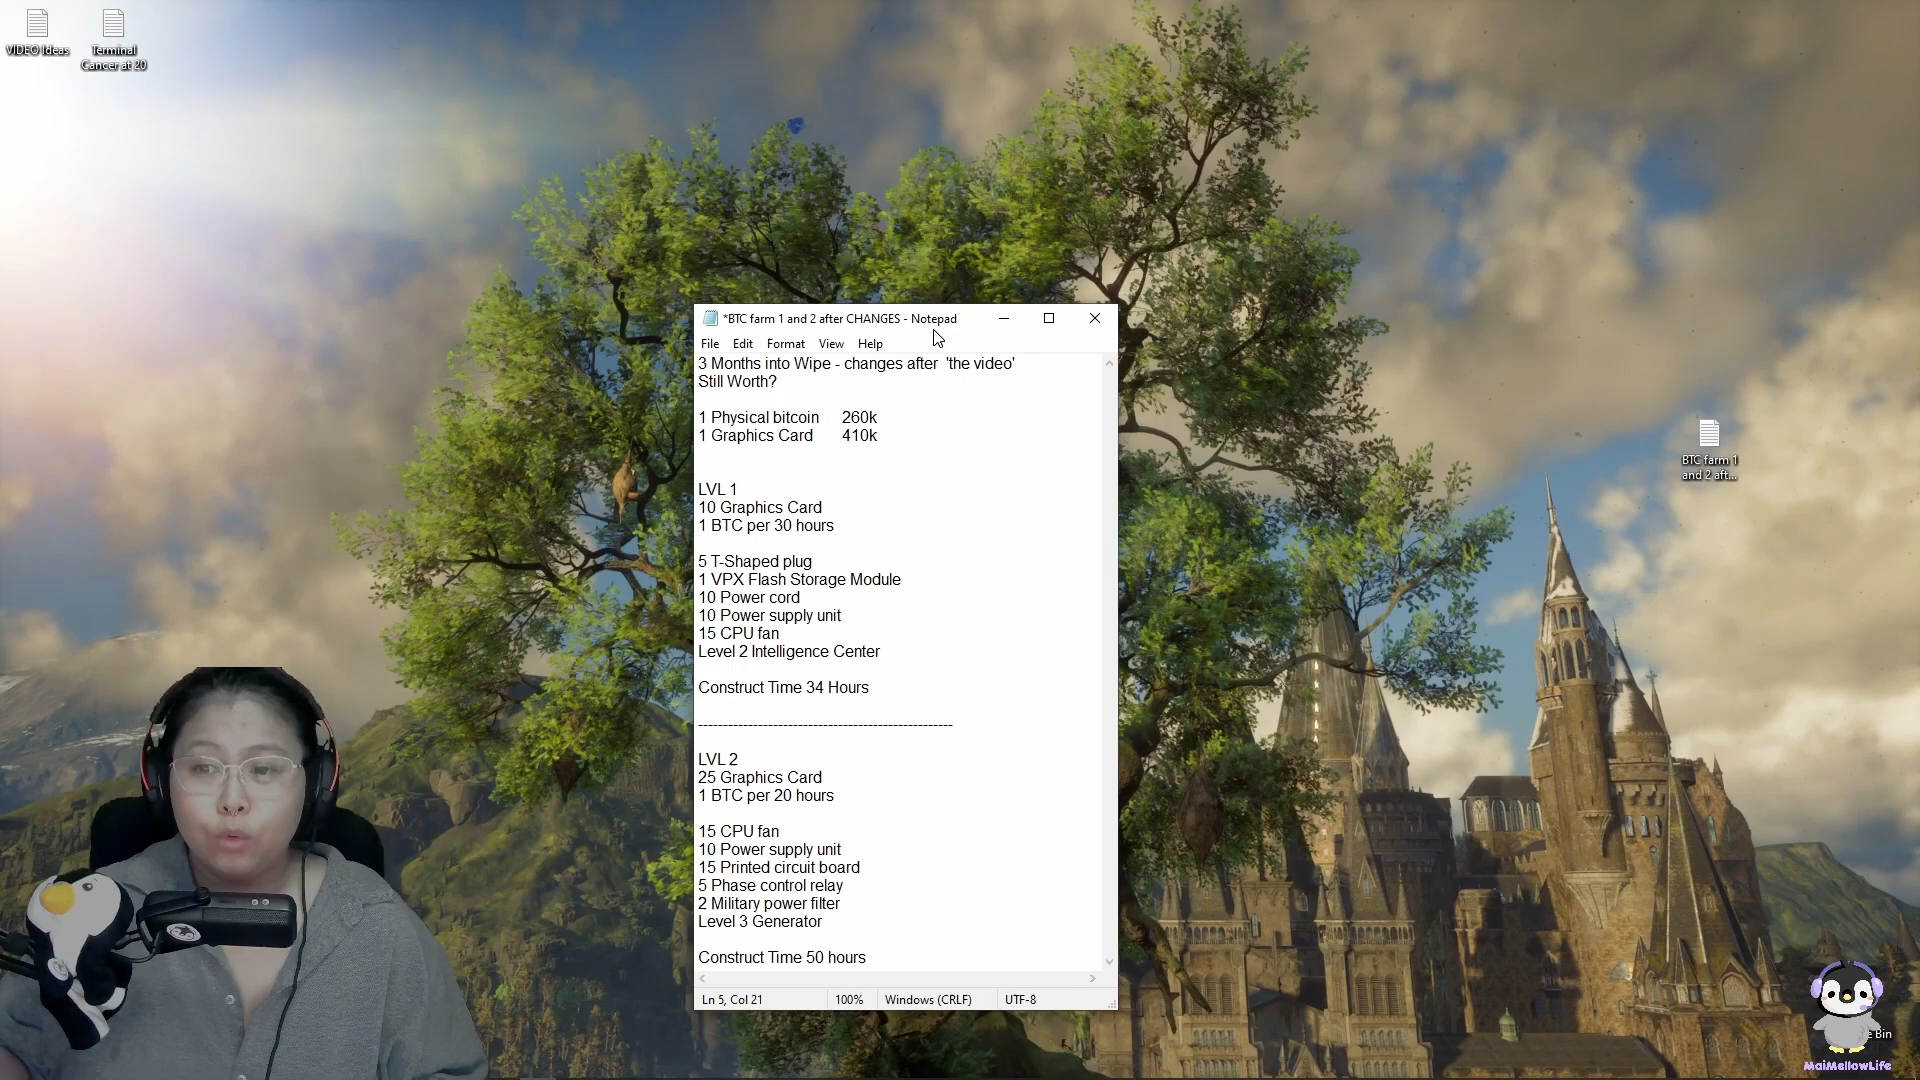 VIDEO Ideas
Terminal
Cancer at 20
*BTC farm 1 and 2 after CHANGES - Notepad
File Edit Format View Help
3 Months into Wipe - changes after 'the video'
Still Worth?
1 Physical bitcoin 260k
1 Graphics Card 410k
LVL 1
10 Graphics Card
1 BTC per 30 hours
5 T-Shaped plug
1 VPX Flash Storage Module
10 Power cord
10 Power supply unit
15 CPU fan
Level 2 Intelligence Center
Construct Time 34 Hours
---------------------------------------------------
LVL 2
25 Graphics Card
1 BTC per 20 hours
15 CPU fan
10 Power supply unit
15 Printed circuit board
5 Phase control relay
2 Military power filter
Level 3 Generator
Construct Time 50 hours
Ln 5, Col 21 100% Windows (CRLF) UTF-8
BTC farm 1
and 2 aft...
e Bin
MaiMellowLife